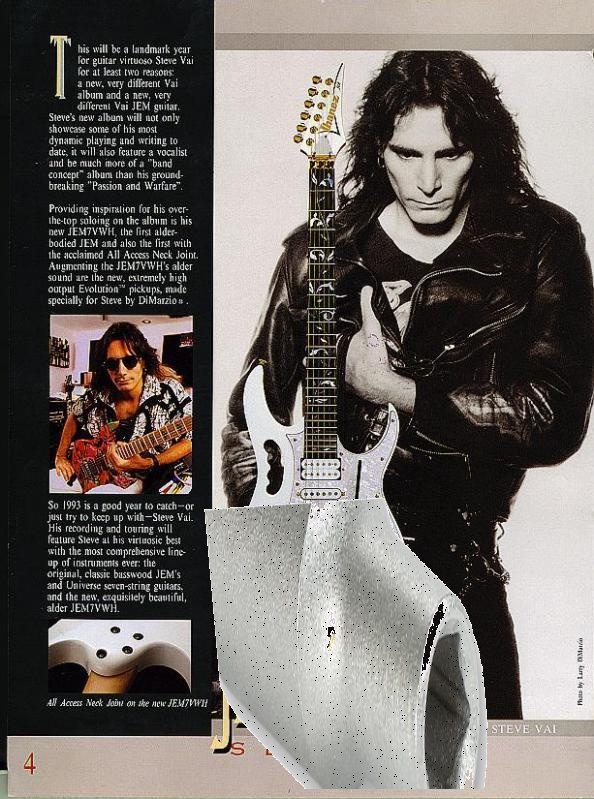 This will be a landmark year
for guitar virtuoso Steve Vai
for at least two reasons:
a new, very different Vai
album and a new, very
different Vai JEM guitar.
Steve's new album will not only
showcase some of his most
dynamic playing and writing to
date, it will also feature a vocalist
and be much more of a "band
concept" album than his ground-
breaking "Passion and Warfare".
Providing inspiration for his over-
the-top soloing on the album is his
new JEM7VWH, the first alder-
bodied JEM and also the first with
the acclaimed All Access Neck Joint.
Augmenting the JEM7VWH's alder
sound are the new, extremely high
output Evolution™ pickups, made
specially for Steve by DiMarzio®.
So 1993 is a good year to catch—or
just try to keep up with—Steve Vai.
His recording and touring will
feature Steve at his virtuosic best
with the most comprehensive line-
up of instruments ever: the
original, classic basswood JEM's
and Universe seven-string guitars,
and the new, exquisitely beautiful,
alder JEM7VWH.
All Access Neck Joint on the new JEM7VWH
4
Ibanez
Photo by Larry DiMarzio
STEVE VAI